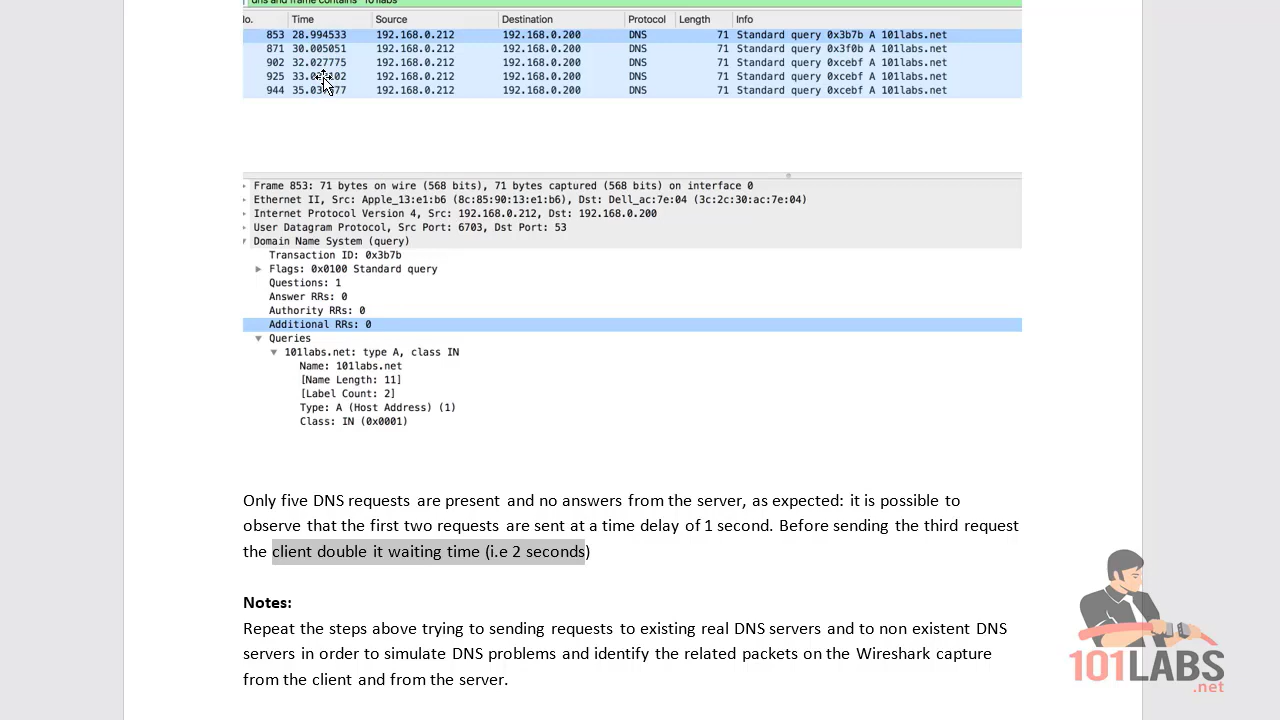 dns and frame contains "101labs"
No. Time Source Destination Protocol Length Info
853 28.994533 192.168.0.212 192.168.0.200 DNS 71 Standard query 0x3b7b A 101labs.net
871 30.005051 192.168.0.212 192.168.0.200 DNS 71 Standard query 0x3f0b A 101labs.net
902 32.027775 192.168.0.212 192.168.0.200 DNS 71 Standard query 0xcebf A 101labs.net
925 192.168.0.212 192.168.0.200 DNS 71 Standard query 0xcebf A 101labs.net
944 192.168.0.212 192.168.0.200 DNS 71 Standard query 0xcebf A 101labs.net
Frame 853: 71 bytes on wire (568 bits), 71 bytes captured (568 bits) on interface 0
Ethernet II, Src: Apple_13:e1:b6 (8c:85:90:13:e1:b6), Dst: Dell_ac:7e:04 (3c:2c:30:ac:7e:04)
Internet Protocol Version 4, Src: 192.168.0.212, Dst: 192.168.0.200
User Datagram Protocol, Src Port: 6703, Dst Port: 53
Domain Name System (query)
Transaction ID: 0x3b7b
Flags: 0x0100 Standard query
Questions: 1
Answer RRs: 0
Authority RRs: 0
Additional RRs: 0
Queries
101labs.net: type A, class IN
Name: 101labs.net
[Name Length: 11]
[Label Count: 2]
Type: A (Host Address) (1)
Class: IN (0x0001)
Only five DNS requests are present and no answers from the server, as expected: it is possible to
observe that the first two requests are sent at a time delay of 1 second. Before sending the third request
the client double it waiting time (i.e 2 seconds)
Notes:
Repeat the steps above trying to sending requests to existing real DNS servers and to non existent DNS
servers in order to simulate DNS problems and identify the related packets on the Wireshark capture
from the client and from the server.
101LABS
.net